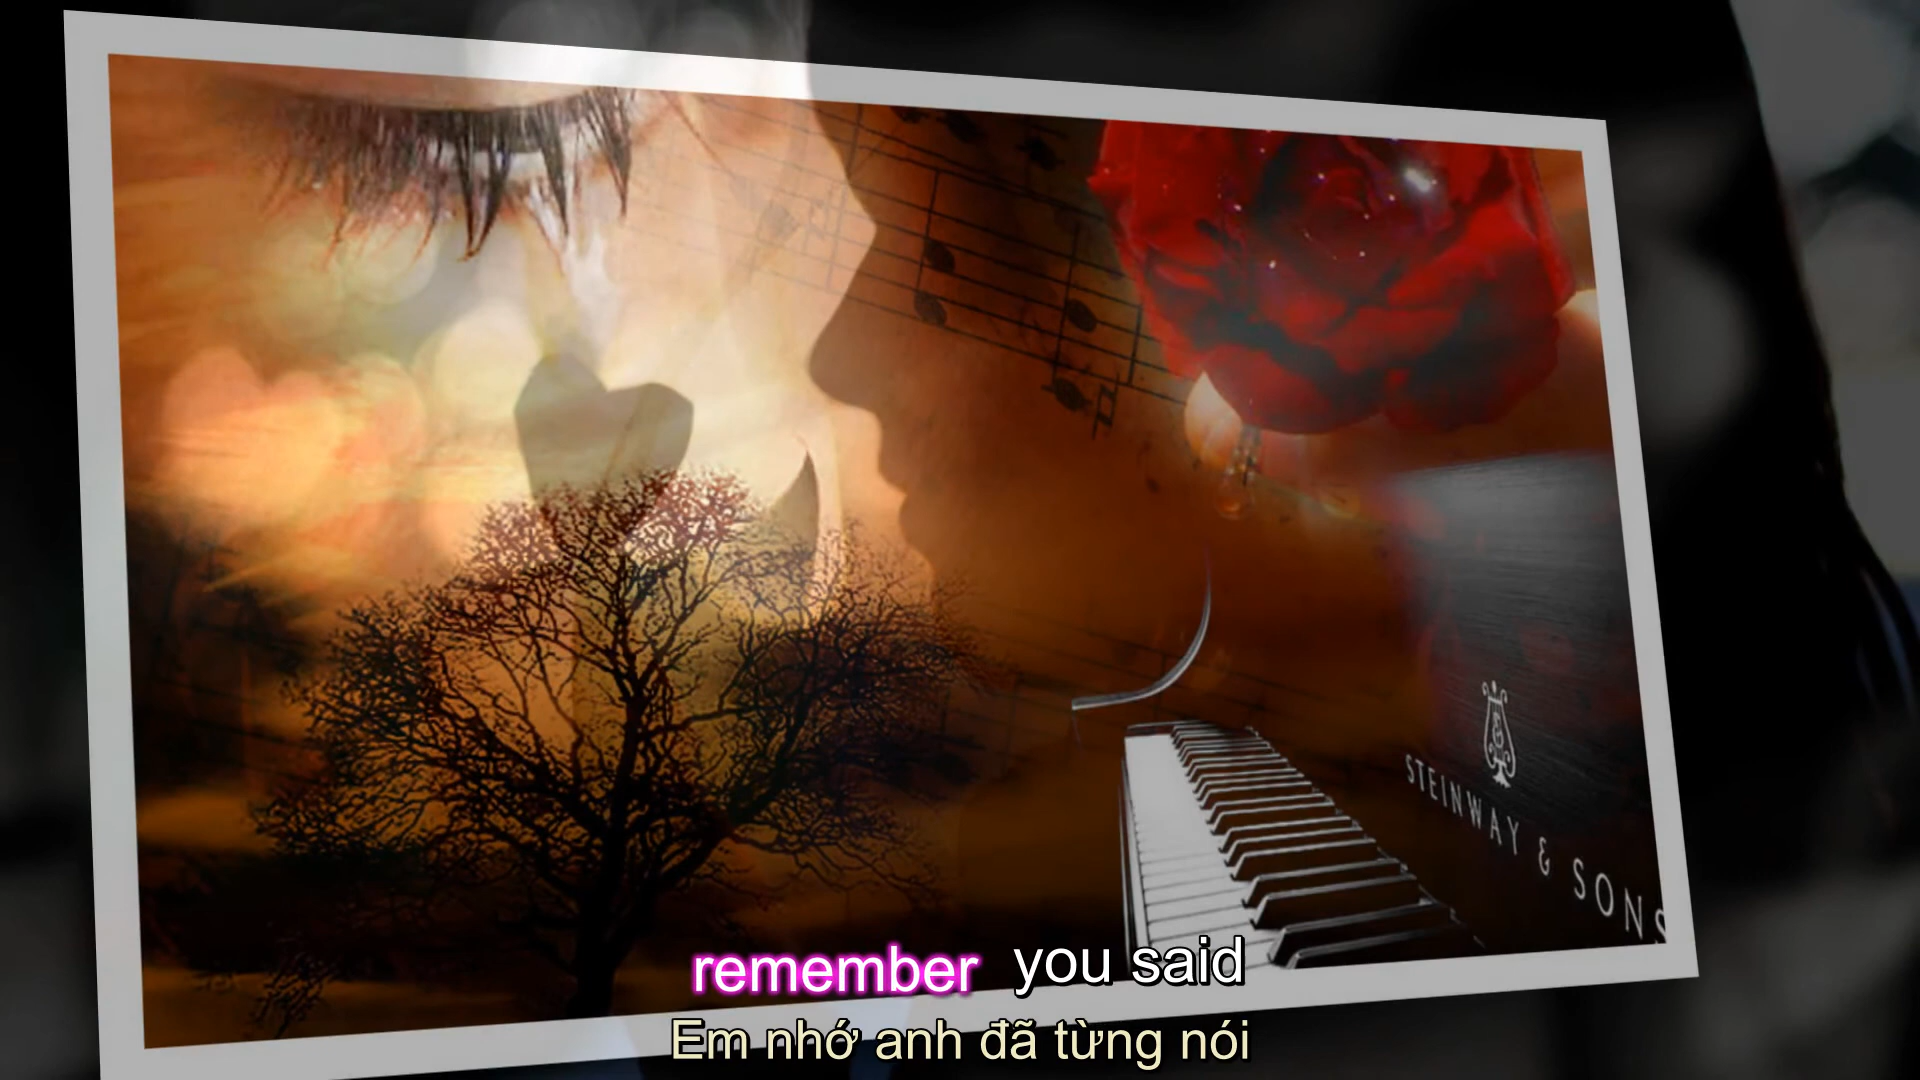 STEINWAY & SONS
remember you said
Em nhớ anh đã từng nói